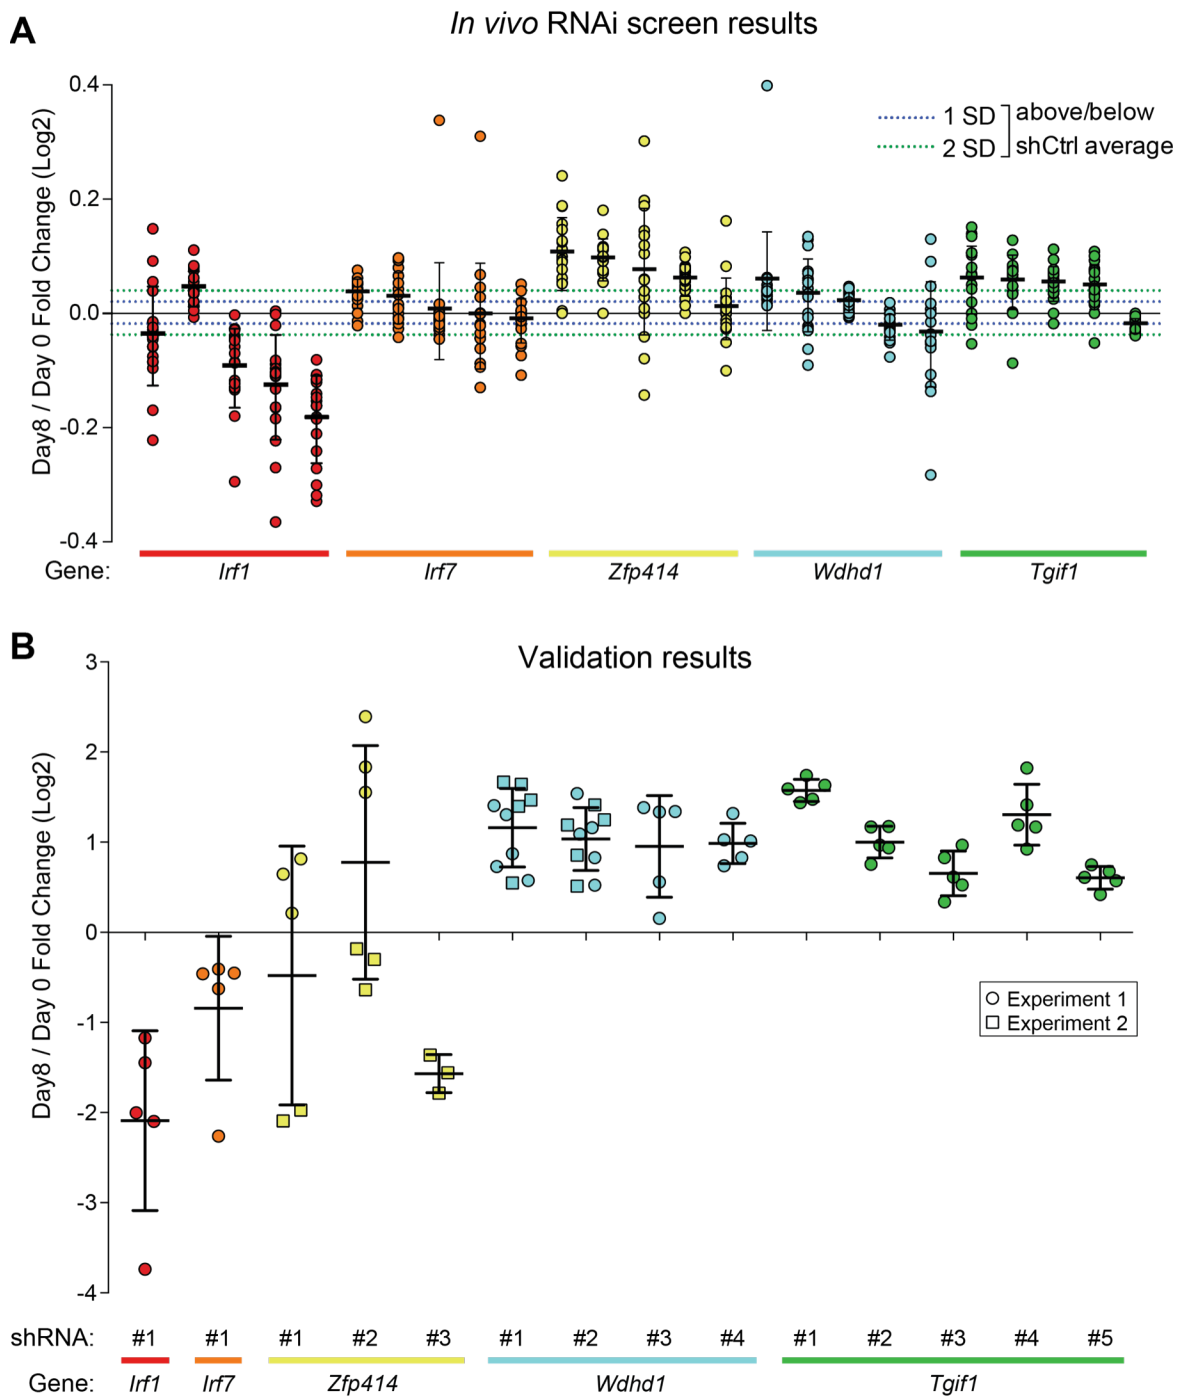 A
In vivo RNAi screen results
Day8 / Day 0 Fold Change (Log2)
0.4
0.2
0.0
-0.2
-0.4
1 SD
2 SD
above/below
shCtrl average
Gene: Irf1 Irf7 Zfp414 Wdhd1 Tgif1
B
Validation results
Day8 / Day 0 Fold Change (Log2)
3
2
1
0
-1
-2
-3
-4
Experiment 1
Experiment 2
shRNA: #1 #1 #1 #2 #3 #1 #2 #3 #4 #1 #2 #3 #4 #5
Gene: Irf1 Irf7 Zfp414 Wdhd1 Tgif1